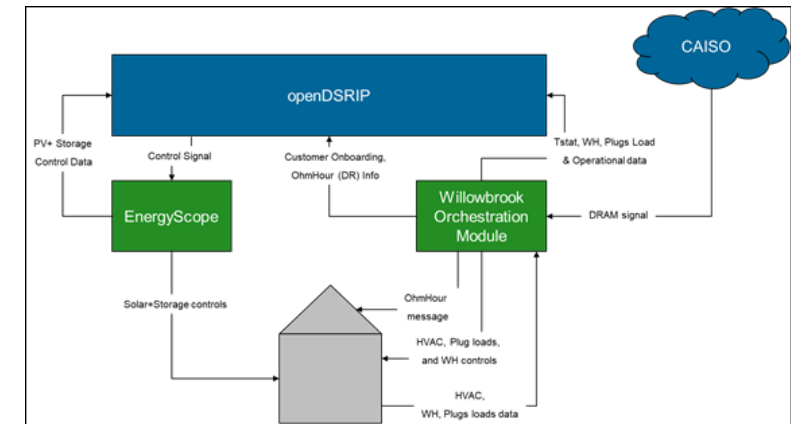 CAISO
openDSRIP
PV+ Storage
Control Data
Control Signal
Customer Onboarding,
OhmHour (DR) Info
Tstat, WH, Plugs Load
& Operational data
EnergyScope
Willowbrook
Orchestration
Module
DRAM signal
Solar+Storage controls
OhmHour
message
HVAC, Plug loads,
and WH controls
HVAC,
WH, Plugs loads data